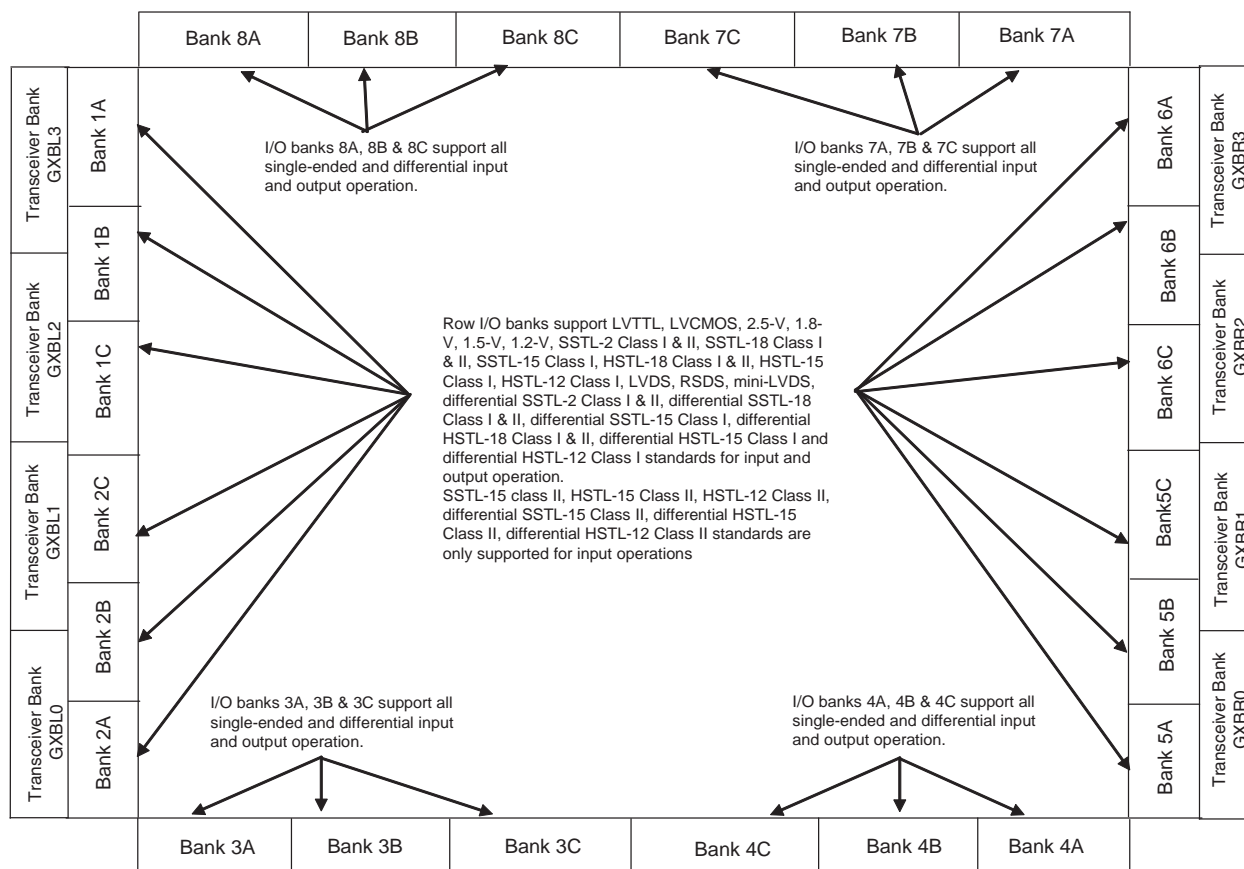 Bank 8A
Bank 8B
Bank 8C
Bank 7C
Bank 7B
Bank 7A
Transceiver Bank
GXBL3
Transceiver Bank
GXBL2
Transceiver Bank
GXBL1
Transceiver Bank
GXBL0
Bank 1A
Bank 1B
Bank 1C
Bank 2C
Bank 2B
Bank 2A
I/O banks 8A, 8B & 8C support all
single-ended and differential input
and output operation.
I/O banks 7A, 7B & 7C support all
single-ended and differential input
and output operation.
Row I/O banks support LVTTL, LVCMOS, 2.5-V, 1.8-
V, 1.5-V, 1.2-V, SSTL-2 Class I & II, SSTL-18 Class I
& II, SSTL-15 Class I, HSTL-18 Class I & II, HSTL-15
Class I, HSTL-12 Class I, LVDS, RSDS, mini-LVDS,
differential SSTL-2 Class I & II, differential SSTL-18
Class I & II, differential SSTL-15 Class I, differential
HSTL-18 Class I & II, differential HSTL-15 Class I and
differential HSTL-12 Class I standards for input and
output operation.
SSTL-15 class II, HSTL-15 Class II, HSTL-12 Class II,
differential SSTL-15 Class II, differential HSTL-15
Class II, differential HSTL-12 Class II standards are
only supported for input operations
I/O banks 3A, 3B & 3C support all
single-ended and differential input
and output operation.
I/O banks 4A, 4B & 4C support all
single-ended and differential input
and output operation.
Bank 6A
Bank 6B
Bank 6C
Bank5C
Bank 5B
Bank 5A
Transceiver Bank
GXBR3
Transceiver Bank
GXBR2
Transceiver Bank
GXBR1
Transceiver Bank
GXBR0
Bank 3A
Bank 3B
Bank 3C
Bank 4C
Bank 4B
Bank 4A